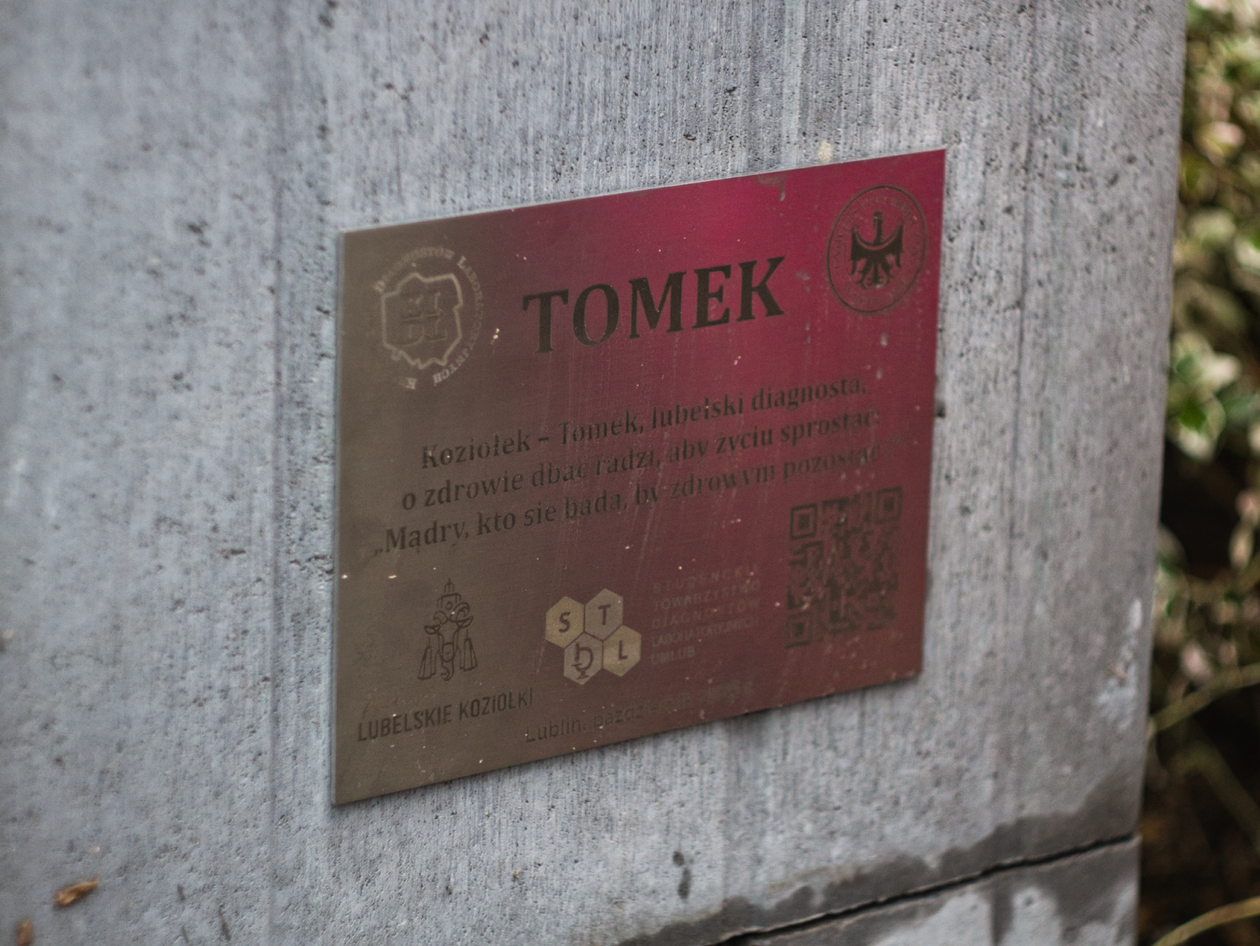 TOMEK
Koziołek – Tomek, lubelski diagnosta,
o zdrowie dbać radzi, aby życiu sprostać:
„Mądry, kto się bada, by zdrowym pozostać”
S T
D L
STUDENCKIE
TOWARZYSTWO
DIAGNOSTÓW
LABORATORYJNYCH
UMLUB
LUBELSKIE KOZIOŁKI
Lublin,